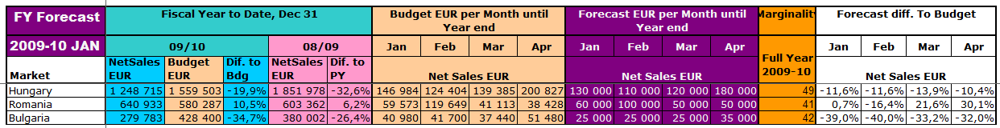 FY Forecast Fiscal Year to Date, Dec 31 Budget EUR per Month until Year end Forecast EUR per Month until Year end Marginality Forecast diff. To Budget
2009-10 JAN 09/10 08/09 Jan Feb Mar Apr Jan Feb Mar Apr Full Year 2009-10 Jan Feb Mar Apr
Market NetSales EUR Budget EUR Dif. to Bdg NetSales EUR Dif. to PY Net Sales EUR Net Sales EUR Net Sales EUR
Hungary 1 248 715 1 559 503 -19,9% 1 851 978 -32,6% 146 984 124 404 139 385 200 827 130 000 110 000 120 000 180 000 49 -11,6% -11,6% -13,9% -10,4%
Romania 640 933 580 287 10,5% 603 362 6,2% 59 573 119 649 41 113 38 428 60 000 100 000 50 000 50 000 41 0,7% -16,4% 21,6% 30,1%
Bulgaria 279 783 428 400 -34,7% 380 002 -26,4% 40 980 41 700 37 440 51 480 25 000 25 000 25 000 35 000 42 -39,0% -40,0% -33,2% -32,0%